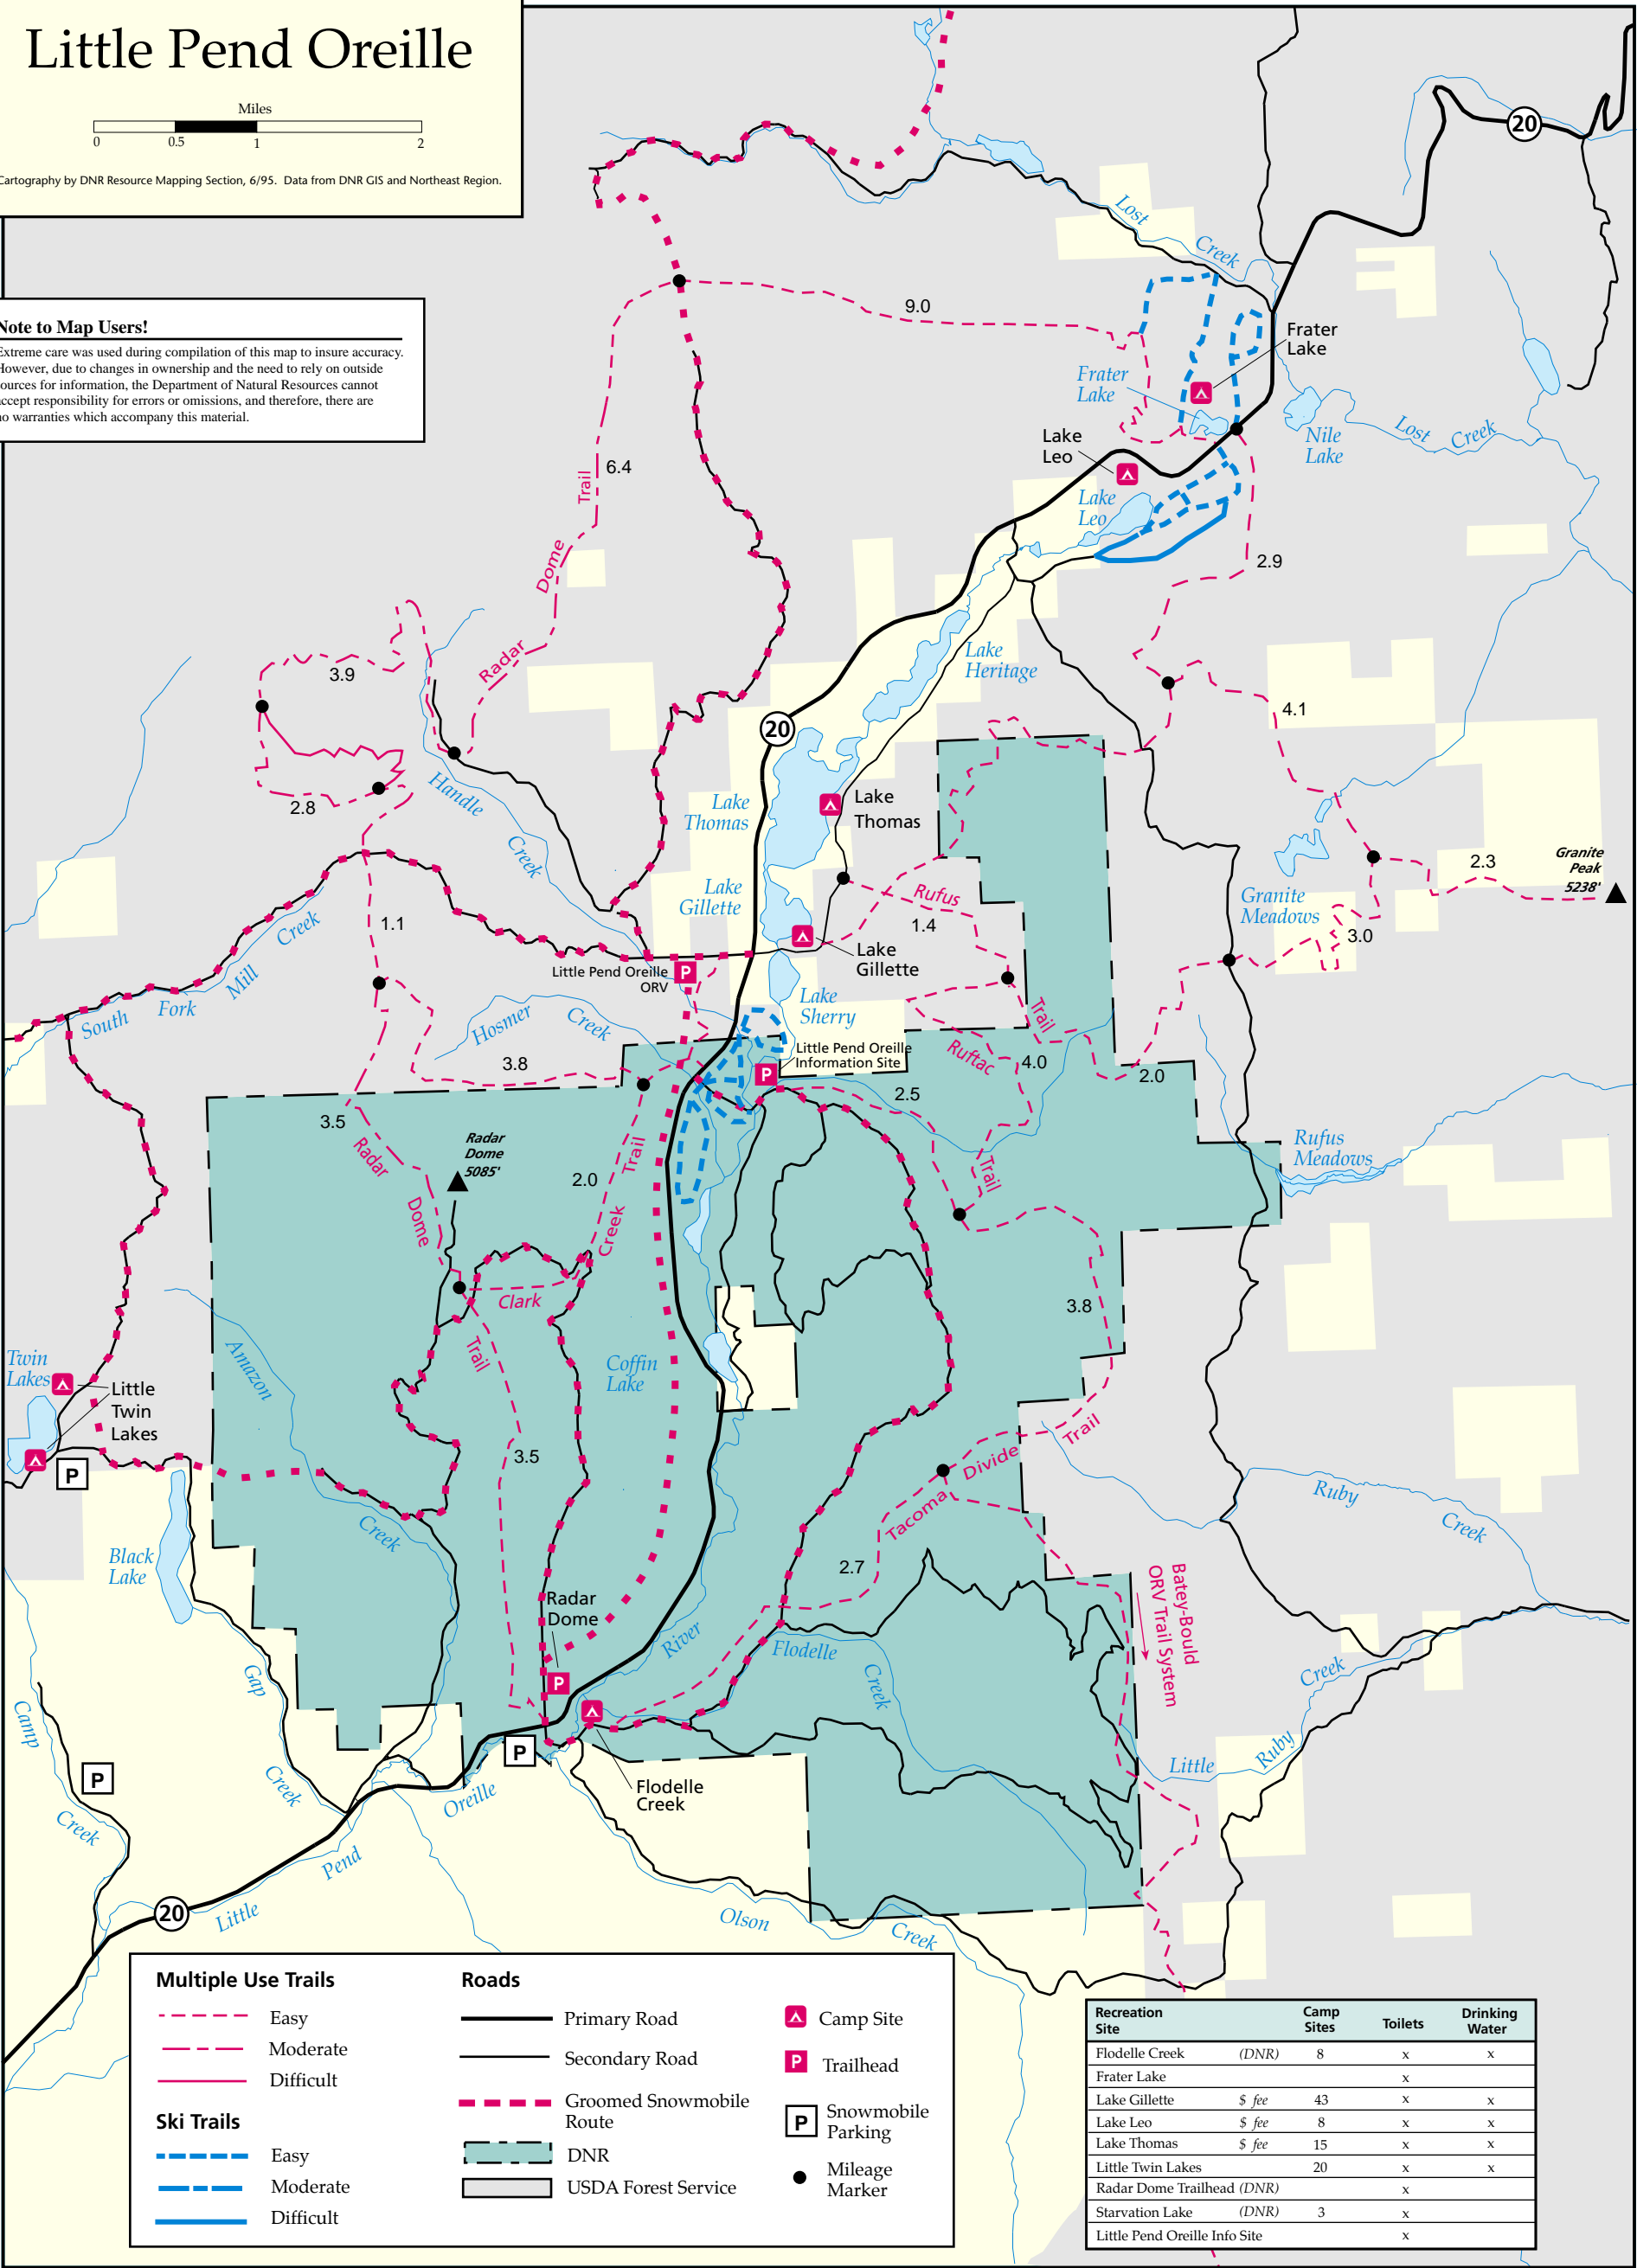 Little Pend Oreille
Miles
0 0.5 1 2
Cartography by DNR Resource Mapping Section, 6/95. Data from DNR GIS and Northeast Region.
Note to Map Users!
Extreme care was used during compilation of this map to insure accuracy.
However, due to changes in ownership and the need to rely on outside
sources for information, the Department of Natural Resources cannot
accept responsibility for errors or omissions, and therefore, there are
no warranties which accompany this material.
20
Lost
Creek
9.0
Frater
Lake
Frater
Lake
Lake
Leo
Nile
Lake
Lost
Creek
Lake
Leo
Trail
6.4
Dome
Radar
2.9
3.9
Lake
Heritage
4.1
20
2.8
Handle
Creek
Lake
Thomas
Lake
Thomas
Lake
Gillette
Rufus
1.4
Lake
Gillette
Granite
Meadows
2.3
Granite
Peak
5238'
3.0
1.1
Creek
Mill
Fork
South
Little Pend Oreille
ORV
P
Hosmer
Creek
Lake
Sherry
Trail
Ruftac
4.0
2.0
Little Pend Oreille
Information Site
P
3.8
2.5
3.5
Radar
Dome
Radar
Dome
5085'
2.0
Trail
Creek
Clark
Trail
Trail
Rufus
Meadows
3.8
Twin
Lakes
Little
Twin
Lakes
P
Amazon
Creek
Coffin
Lake
3.5
Trail
Divide
Tacoma
2.7
Ruby
Creek
Black
Lake
Radar
Dome
P
River
Flodelle
Creek
Batey-Bould
ORV Trail System
Creek
Ruby
Little
Gap
Creek
Camp
Creek
P
P
Flodelle
Creek
Oreille
Pend
Little
20
Olson
Creek
Multiple Use Trails
Easy
Moderate
Difficult
Ski Trails
Easy
Moderate
Difficult
Roads
Primary Road
Secondary Road
Groomed Snowmobile
Route
DNR
USDA Forest Service
Camp Site
P Trailhead
P Snowmobile
Parking
Mileage
Marker
Recreation
Site
Camp
Sites
Toilets
Drinking
Water
Flodelle Creek (DNR) 8 x x
Frater Lake x
Lake Gillette $ fee 43 x x
Lake Leo $ fee 8 x x
Lake Thomas $ fee 15 x x
Little Twin Lakes 20 x x
Radar Dome Trailhead (DNR) x
Starvation Lake (DNR) 3 x
Little Pend Oreille Info Site x